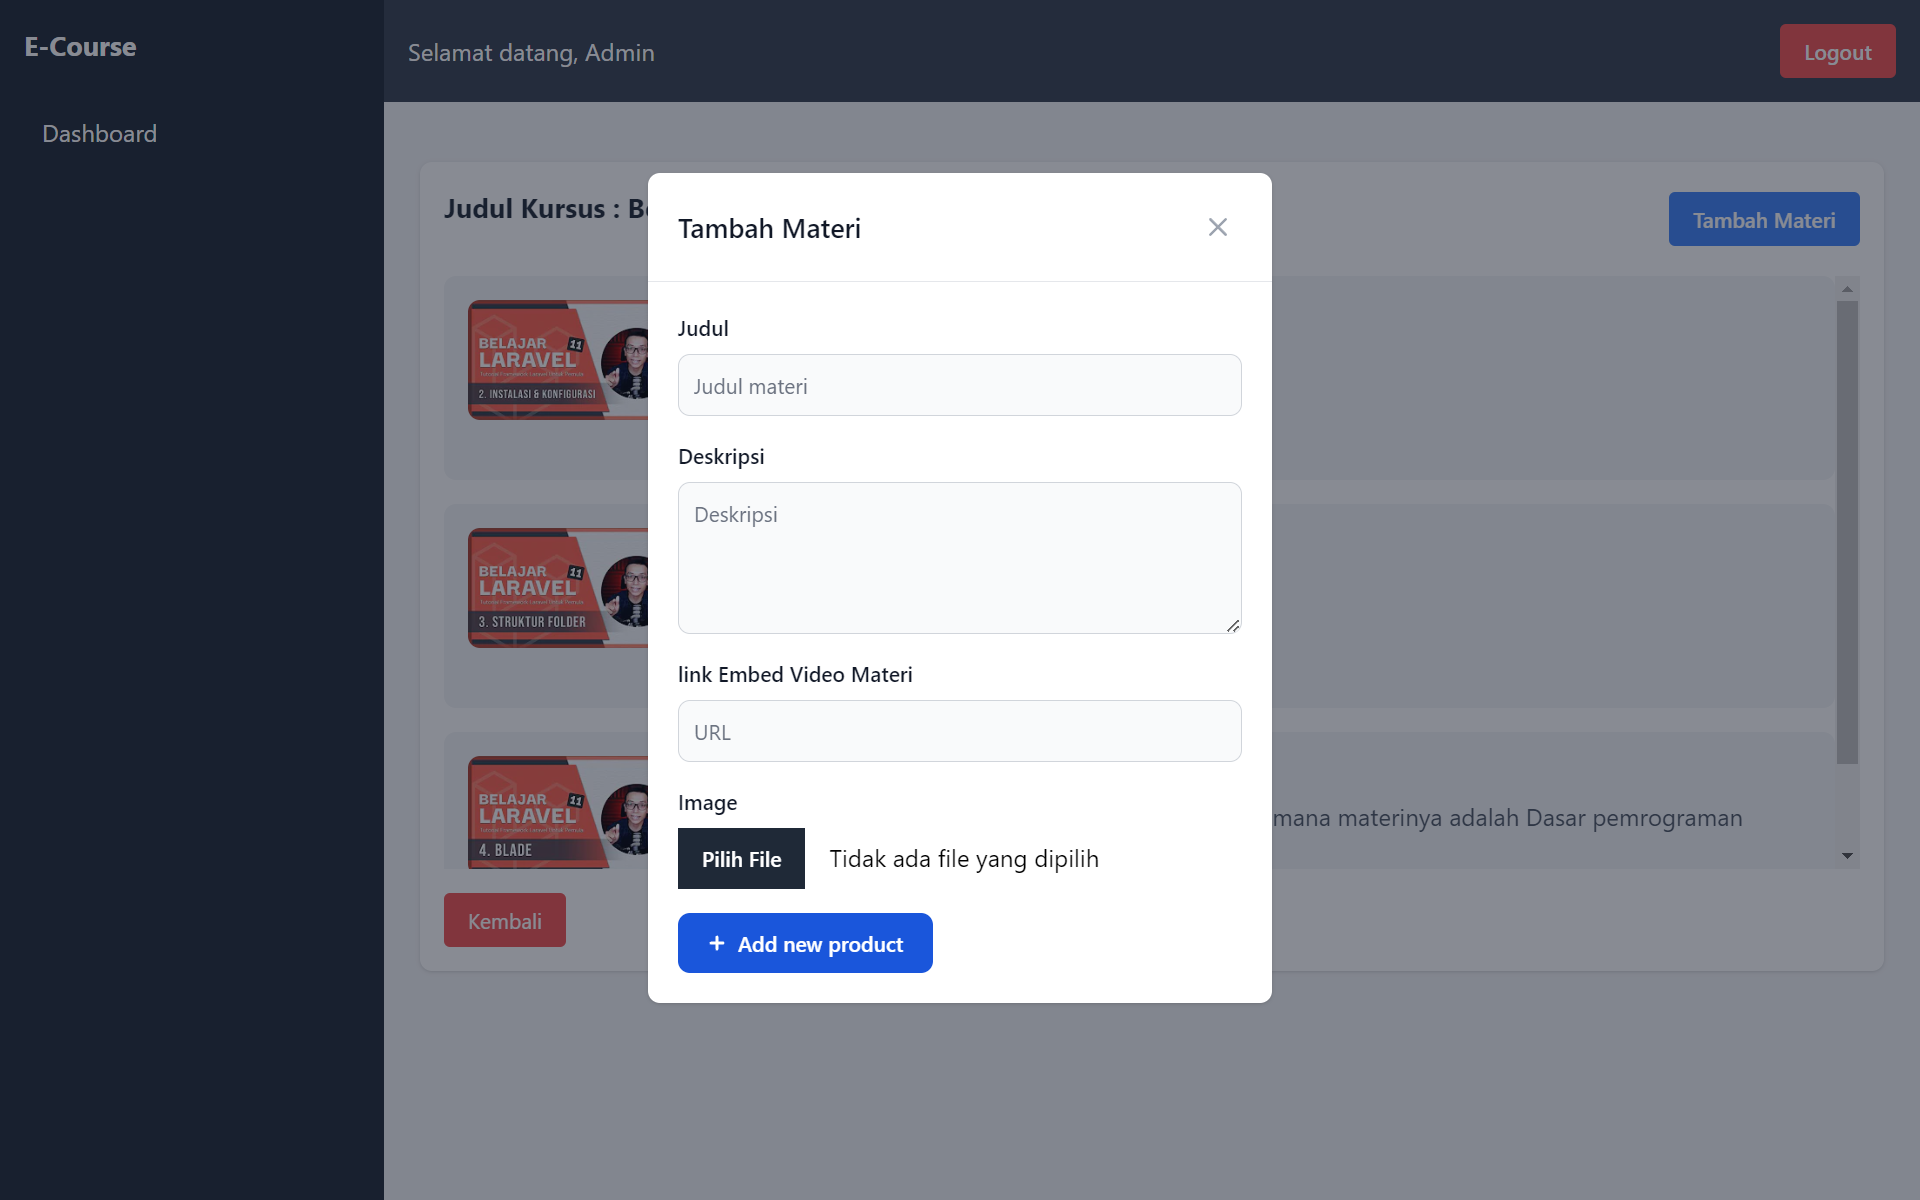 E-Course
Dashboard
Selamat datang, Admin
Logout
Judul Kursus : B
Tambah Materi
BELAJAR 11
LARAVEL
2. INSTALASI & KONFIGURASI
BELAJAR 11
LARAVEL
3. STRUKTUR FOLDER
BELAJAR 11
LARAVEL
4. BLADE
mana materinya adalah Dasar pemrograman
Kembali
Tambah Materi
Judul
Judul materi
Deskripsi
Deskripsi
link Embed Video Materi
URL
Image
Pilih File
Tidak ada file yang dipilih
+ Add new product